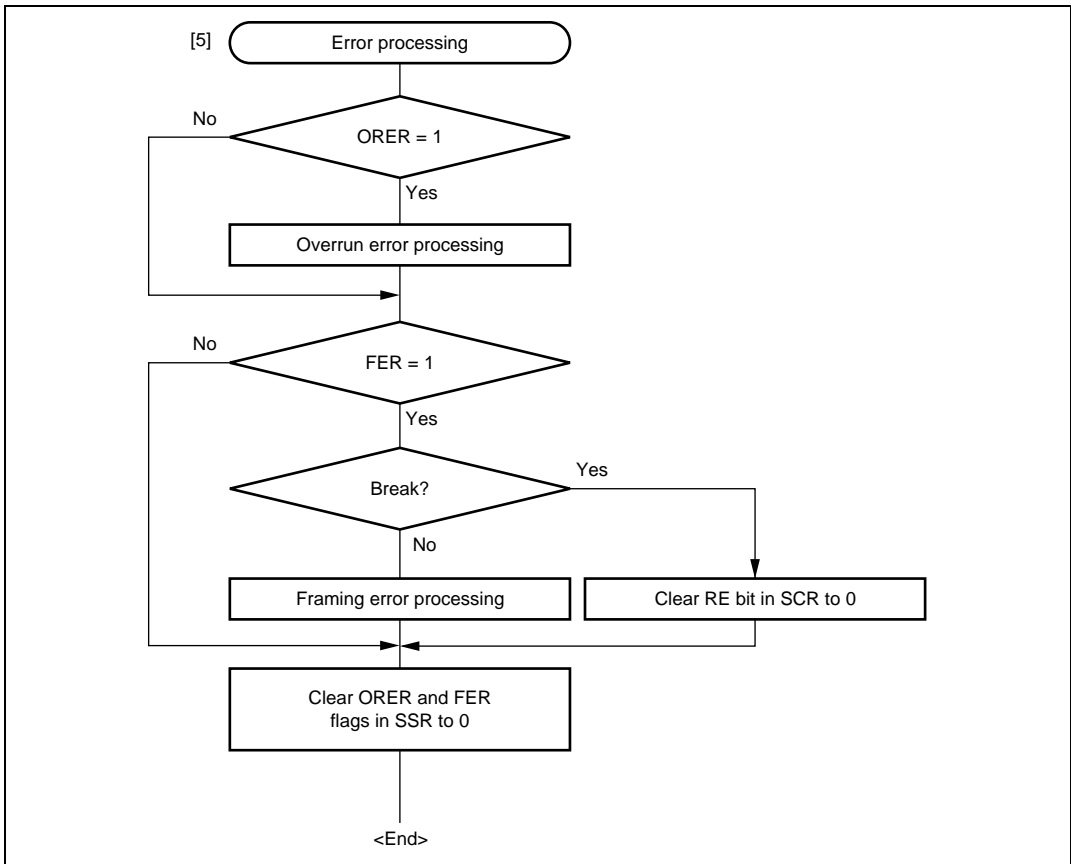 [5]
Error processing
No
ORER = 1
Yes
Overrun error processing
No
FER = 1
Yes
Break?
Yes
No
Framing error processing
Clear RE bit in SCR to 0
Clear ORER and FER
flags in SSR to 0
<End>